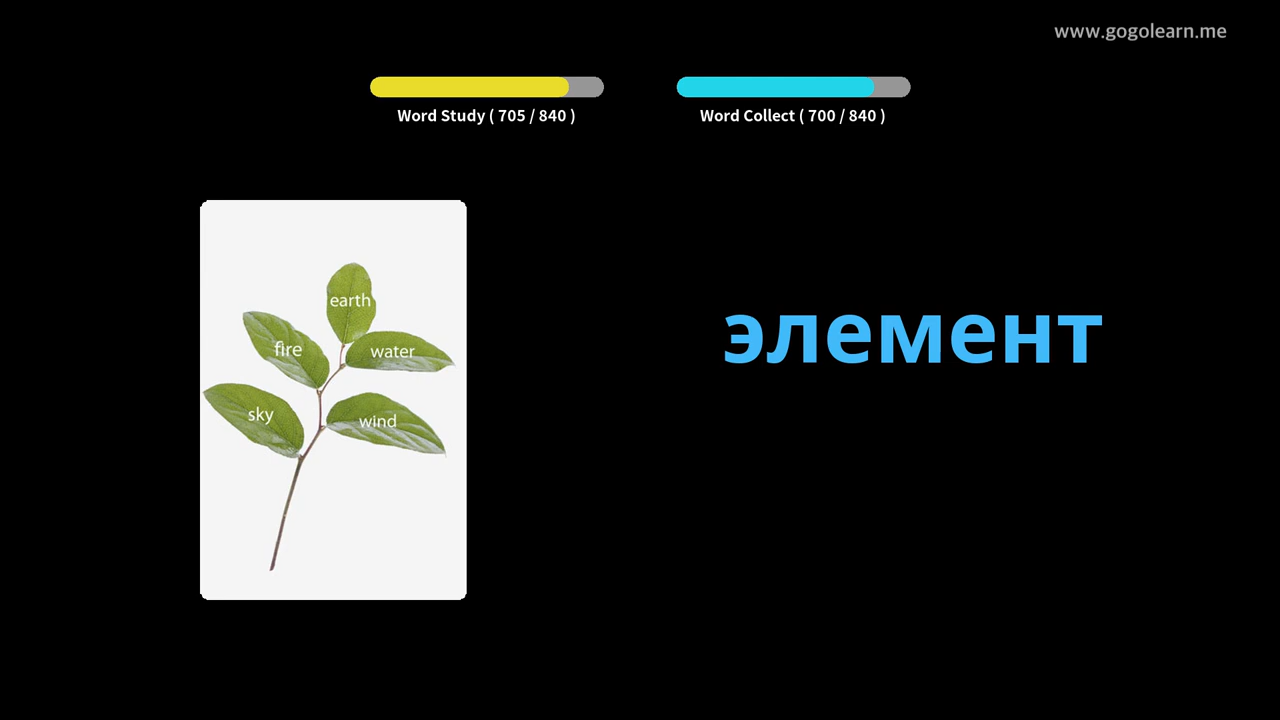 www.gogolearn.me
Word Study ( 705 / 840 )
Word Collect ( 700 / 840 )
earth
fire
water
sky
wind
элемент